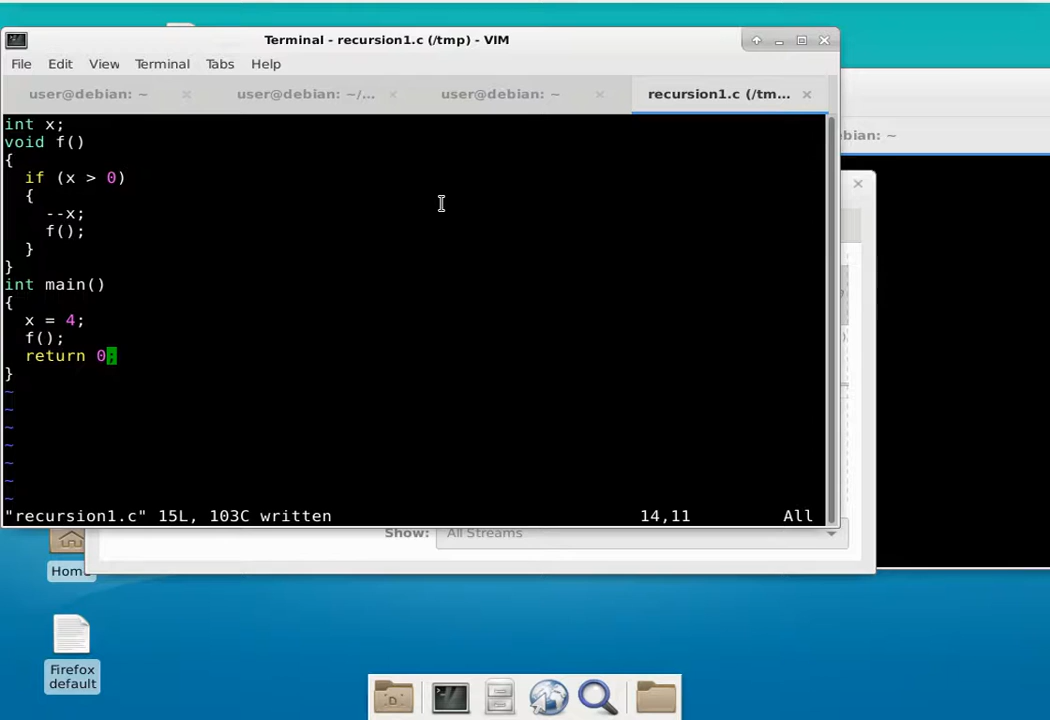 Terminal - recursion1.c (/tmp) - VIM
File Edit View Terminal Tabs Help
user@debian: ~ user@debian: ~/... user@debian: ~ recursion1.c (/tm...
ebian: ~
int x;
void f()
{
  if (x > 0)
  {
    --x;
    f();
  }
}
int main()
{
  x = 4;
  f();
  return 0;
}
~
~
~
~
~
~
~
"recursion1.c" 15L, 103C written 14,11 All
Show: All Streams
Home
Firefox
default